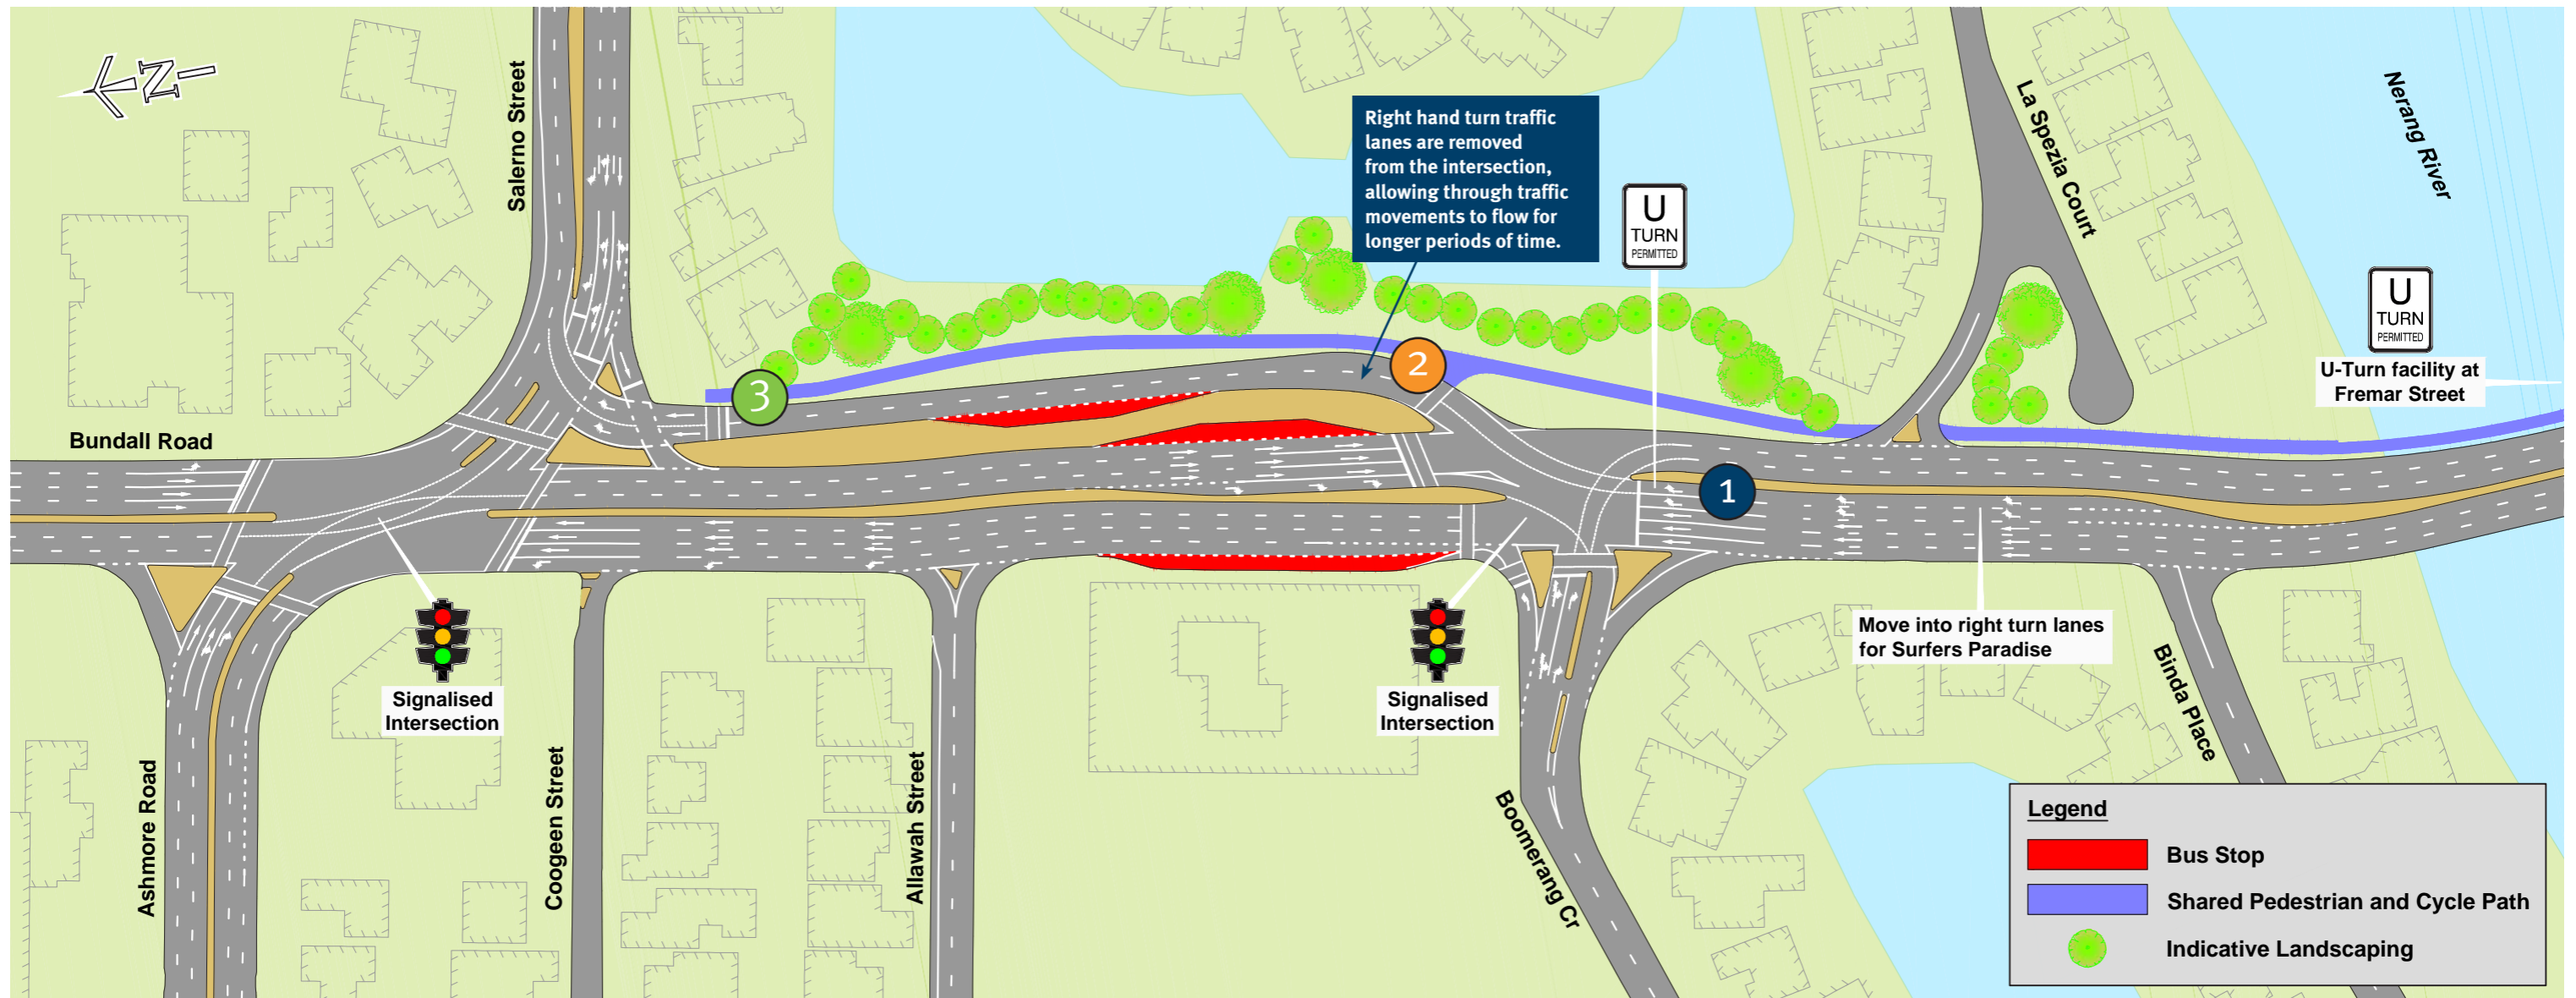 N
Salerno Street
Bundall Road
Right hand turn traffic
lanes are removed
from the intersection,
allowing through traffic
movements to flow for
longer periods of time.
U
TURN
PERMITTED
La Spezia Court
Nerang River
U
TURN
PERMITTED
U-Turn facility at
Fremar Street
3
2
1
Signalised
Intersection
Signalised
Intersection
Move into right turn lanes
for Surfers Paradise
Ashmore Road
Coogen Street
Allawah Street
Boomerang Cr
Binda Place
Legend
Bus Stop
Shared Pedestrian and Cycle Path
Indicative Landscaping